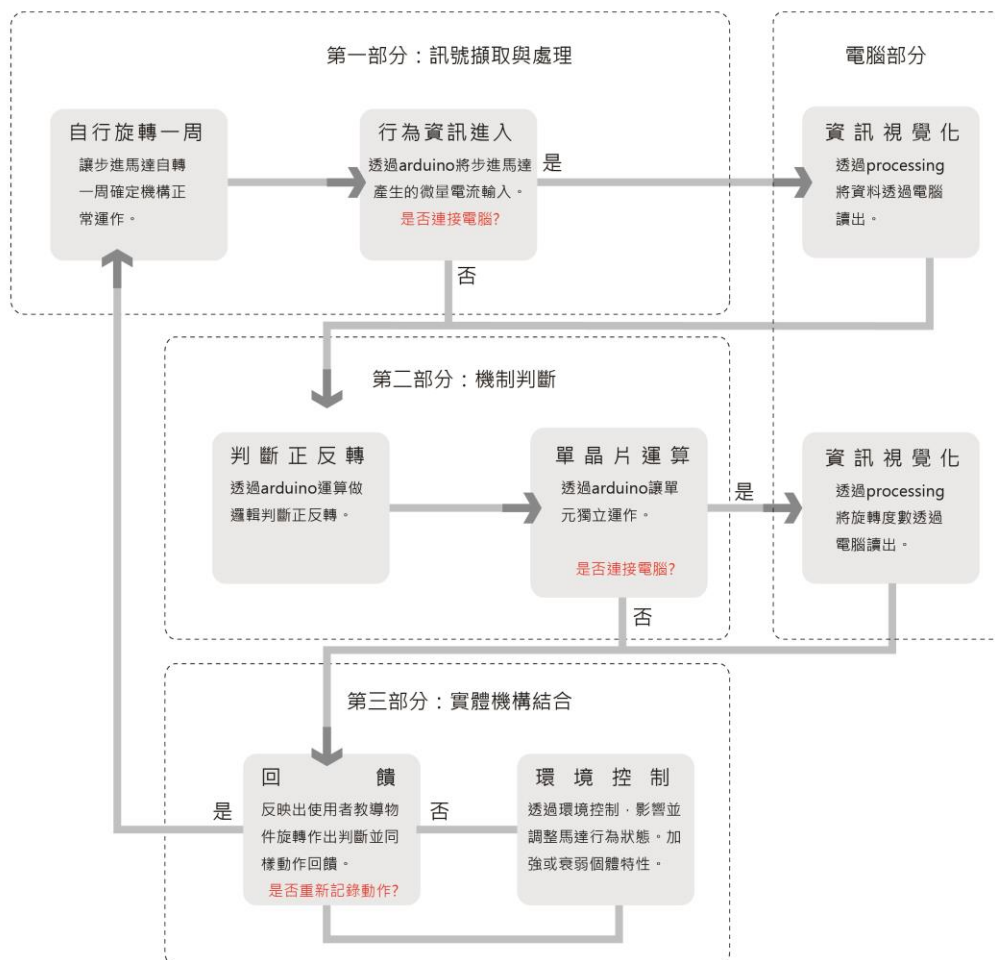 第一部分：訊號擷取與處理
電腦部分
自行旋轉一周
讓步進馬達自轉
一周確定機構正
常運作。
行為資訊進入
透過arduino將步進馬達
產生的微量電流輸入。
是否連接電腦?
是
否
資訊視覺化
透過processing
將資料透過電腦
讀出。
第二部分：機制判斷
判斷正反轉
透過arduino運算做
邏輯判斷正反轉。
單晶片運算
透過arduino讓單
元獨立運作。
是否連接電腦?
是
否
資訊視覺化
透過processing
將旋轉度數透過
電腦讀出。
第三部分：實體機構結合
是
回饋
反映出使用者教導物
件旋轉作出判斷並同
樣動作回饋。
是否重新記錄動作?
否
環境控制
透過環境控制，影響並
調整馬達行為狀態。加
強或衰弱個體特性。